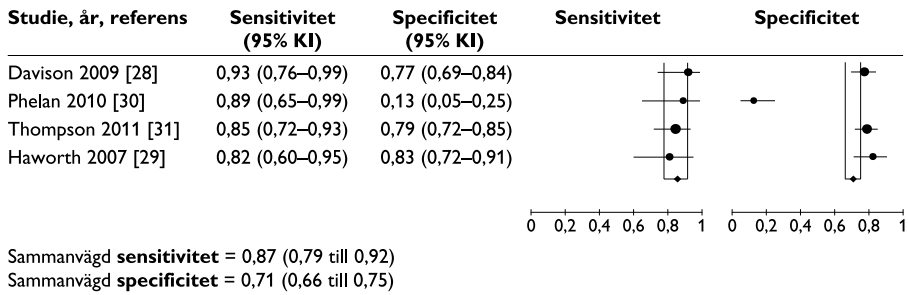 Studie, år, referens Sensitivitet Specificitet Sensitivitet Specificitet
(95% KI) (95% KI)
Davison 2009 [28] 0,93 (0,76–0,99) 0,77 (0,69–0,84)
Phelan 2010 [30] 0,89 (0,65–0,99) 0,13 (0,05–0,25)
Thompson 2011 [31] 0,85 (0,72–0,93) 0,79 (0,72–0,85)
Haworth 2007 [29] 0,82 (0,60–0,95) 0,83 (0,72–0,91)
0 0,2 0,4 0,6 0,8 1 0 0,2 0,4 0,6 0,8 1
Sammanvägd sensitivitet = 0,87 (0,79 till 0,92)
Sammanvägd specificitet = 0,71 (0,66 till 0,75)